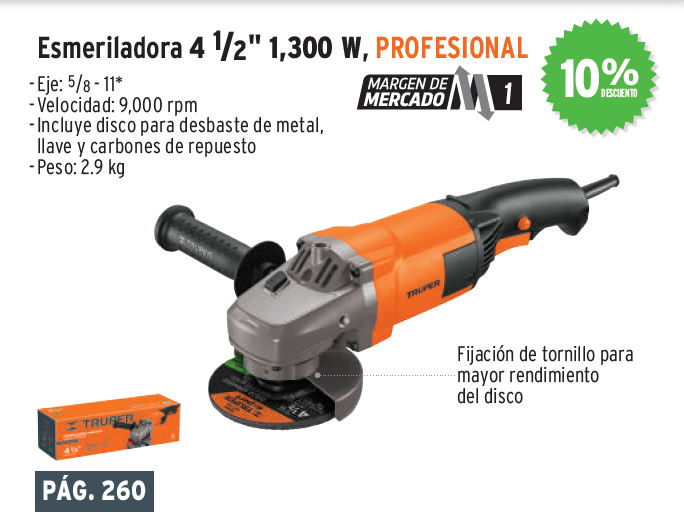 Esmeriladora 4 1/2" 1,300 W, PROFESIONAL
- Eje: 5/8 - 11*
- Velocidad: 9,000 rpm
- Incluye disco para desbaste de metal,
llave y carbones de repuesto
- Peso: 2.9 kg
MARGEN DE
MERCADO
1
10%
DESCUENTO
TRUPER
TRUPER
Fijación de tornillo para
mayor rendimiento
del disco
TRUPER
TRUPER
4 ½"
PÁG. 260